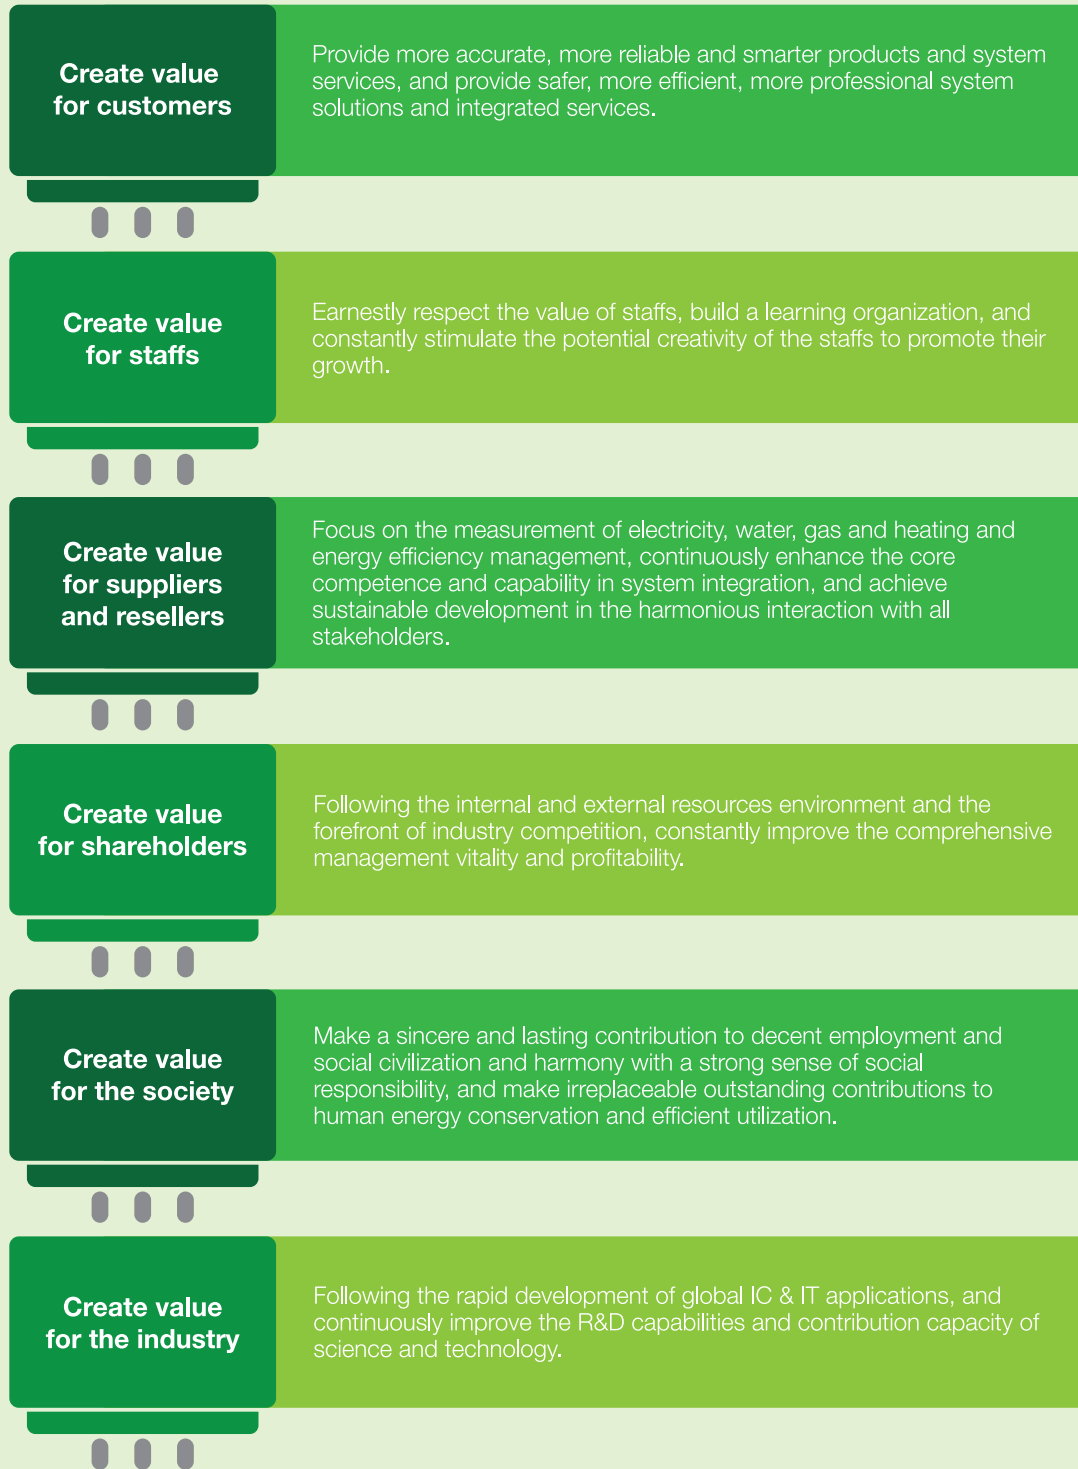 Create value
for customers
Provide more accurate, more reliable and smarter products and system
services, and provide safer, more efficient, more professional system
solutions and integrated services.
Create value
for staffs
Earnestly respect the value of staffs, build a learning organization, and
constantly stimulate the potential creativity of the staffs to promote their
growth.
Create value
for suppliers
and resellers
Focus on the measurement of electricity, water, gas and heating and
energy efficiency management, continuously enhance the core
competence and capability in system integration, and achieve
sustainable development in the harmonious interaction with all
stakeholders.
Create value
for shareholders
Following the internal and external resources environment and the
forefront of industry competition, constantly improve the comprehensive
management vitality and profitability.
Create value
for the society
Make a sincere and lasting contribution to decent employment and
social civilization and harmony with a strong sense of social
responsibility, and make irreplaceable outstanding contributions to
human energy conservation and efficient utilization.
Create value
for the industry
Following the rapid development of global IC & IT applications, and
continuously improve the R&D capabilities and contribution capacity of
science and technology.